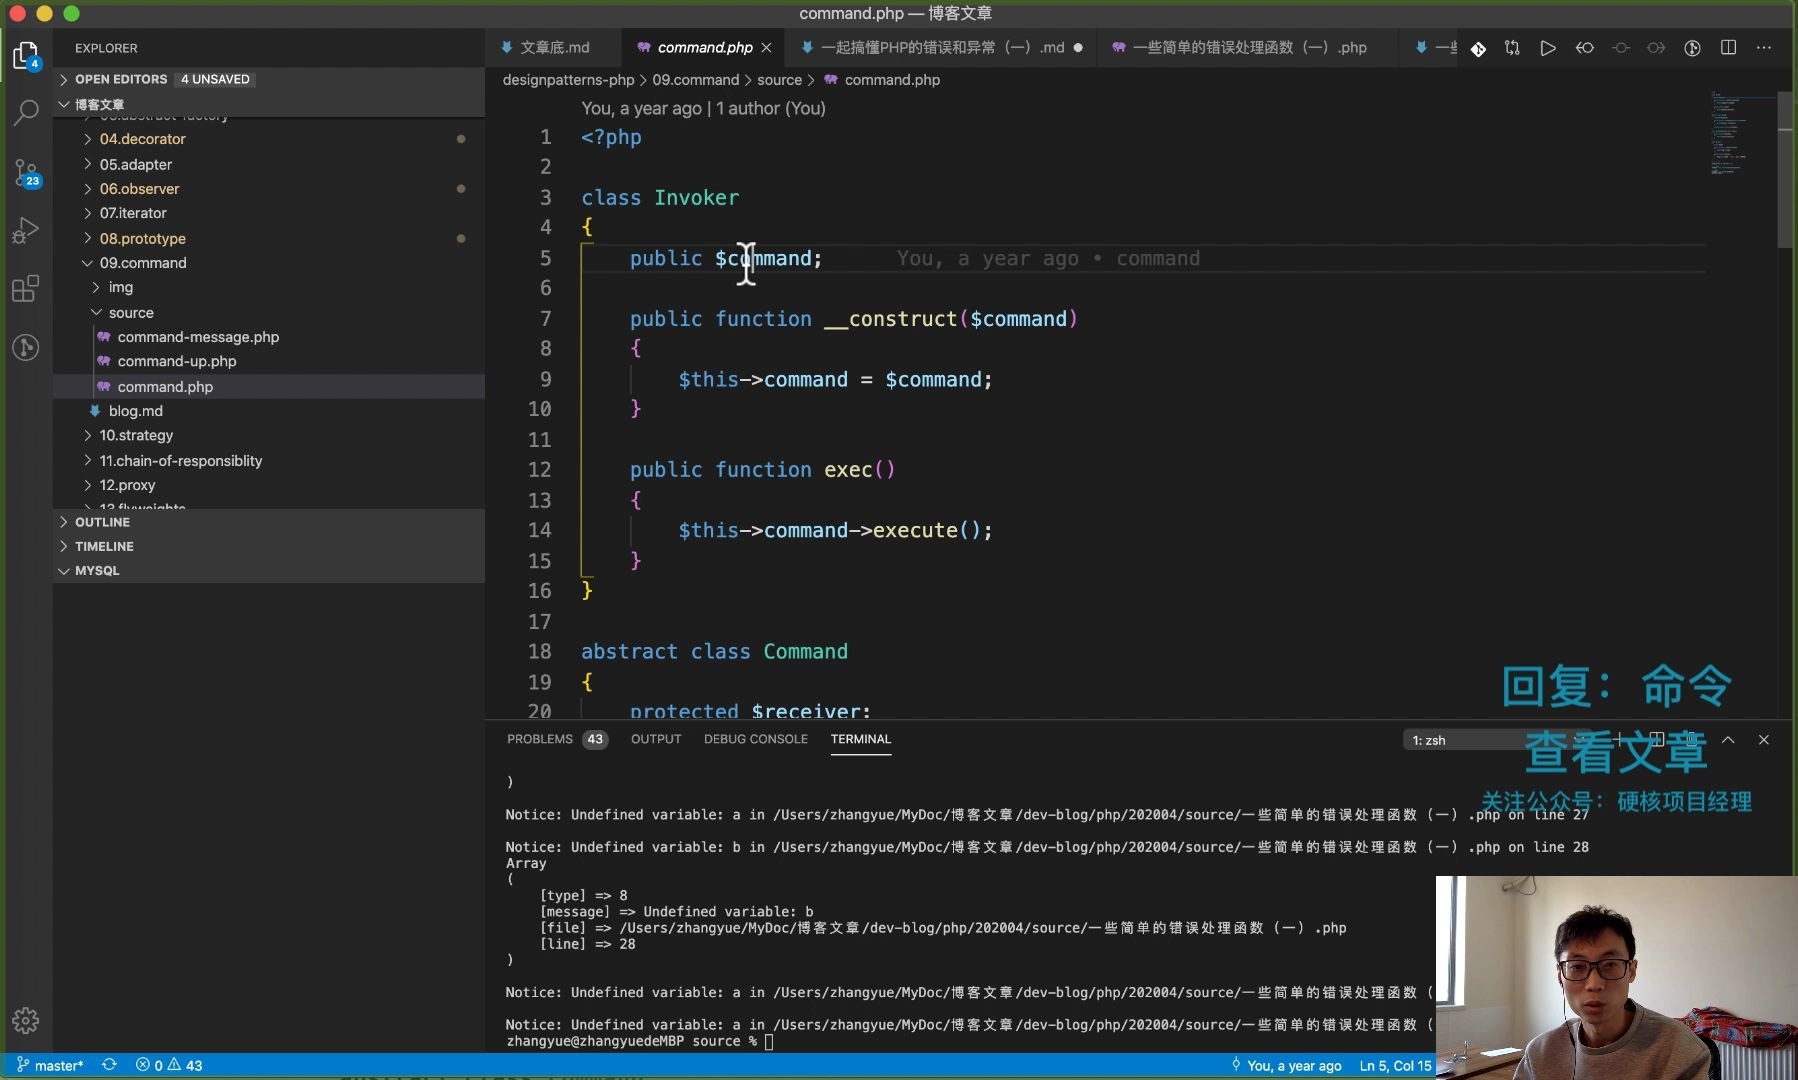 command.php — 博客文章
EXPLORER
文章底.md
command.php
一起搞懂PHP的错误和异常（一）.md
一些简单的错误处理函数（一）.php
一些
OPEN EDITORS 4 UNSAVED
designpatterns-php > 09.command > source > command.php
博客文章
You, a year ago | 1 author (You)
04.decorator
05.adapter
06.observer
07.iterator
08.prototype
09.command
img
source
command-message.php
command-up.php
command.php
blog.md
10.strategy
11.chain-of-responsiblity
12.proxy
13.flyweights
OUTLINE
TIMELINE
MYSQL
4
23
1 <?php
2
3 class Invoker
4 {
5 public $command; You, a year ago • command
6
7 public function __construct($command)
8 {
9 $this->command = $command;
10 }
11
12 public function exec()
13 {
14 $this->command->execute();
15 }
16 }
17
18 abstract class Command
19 {
20 protected $receiver;
回复：命令
查看文章
关注公众号：硬核项目经理
PROBLEMS 43 OUTPUT DEBUG CONSOLE TERMINAL 1: zsh
)
Notice: Undefined variable: a in /Users/zhangyue/MyDoc/博客文章/dev-blog/php/202004/source/一些简单的错误处理函数（一）.php on line 27
Notice: Undefined variable: b in /Users/zhangyue/MyDoc/博客文章/dev-blog/php/202004/source/一些简单的错误处理函数（一）.php on line 28
Array
(
[type] => 8
[message] => Undefined variable: b
[file] => /Users/zhangyue/MyDoc/博客文章/dev-blog/php/202004/source/一些简单的错误处理函数（一）.php
[line] => 28
)
Notice: Undefined variable: a in /Users/zhangyue/MyDoc/博客文章/dev-blog/php/202004/source/一些简单的错误处理函数（
Notice: Undefined variable: a in /Users/zhangyue/MyDoc/博客文章/dev-blog/php/202004/source/一些简单的错误处理函数（
zhangyue@zhangyuedeMBP source %
master* 0 43 You, a year ago Ln 5, Col 15